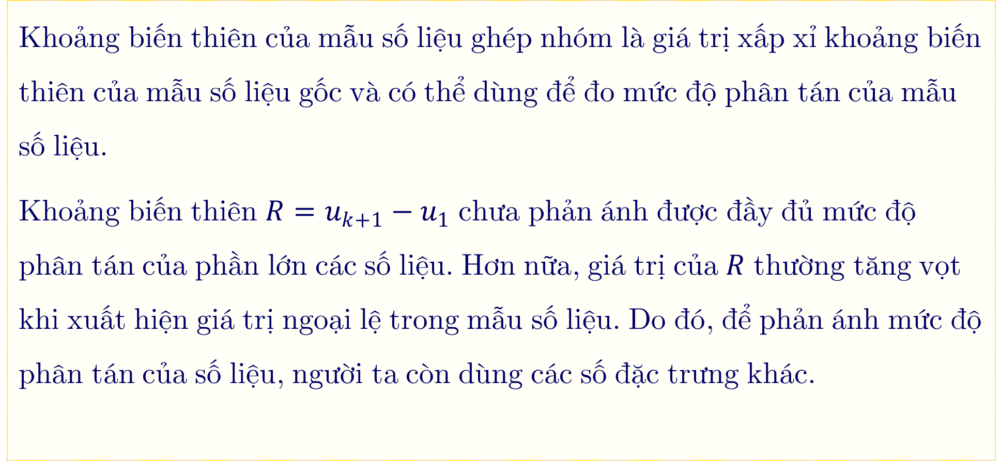 Khoảng biến thiên của mẫu số liệu ghép nhóm là giá trị xấp xỉ khoảng biến
thiên của mẫu số liệu gốc và có thể dùng để đo mức độ phân tán của mẫu
số liệu.
Khoảng biến thiên R = u_{k+1} − u_1 chưa phản ánh được đầy đủ mức độ
phân tán của phần lớn các số liệu. Hơn nữa, giá trị của R thường tăng vọt
khi xuất hiện giá trị ngoại lệ trong mẫu số liệu. Do đó, để phản ánh mức độ
phân tán của số liệu, người ta còn dùng các số đặc trưng khác.